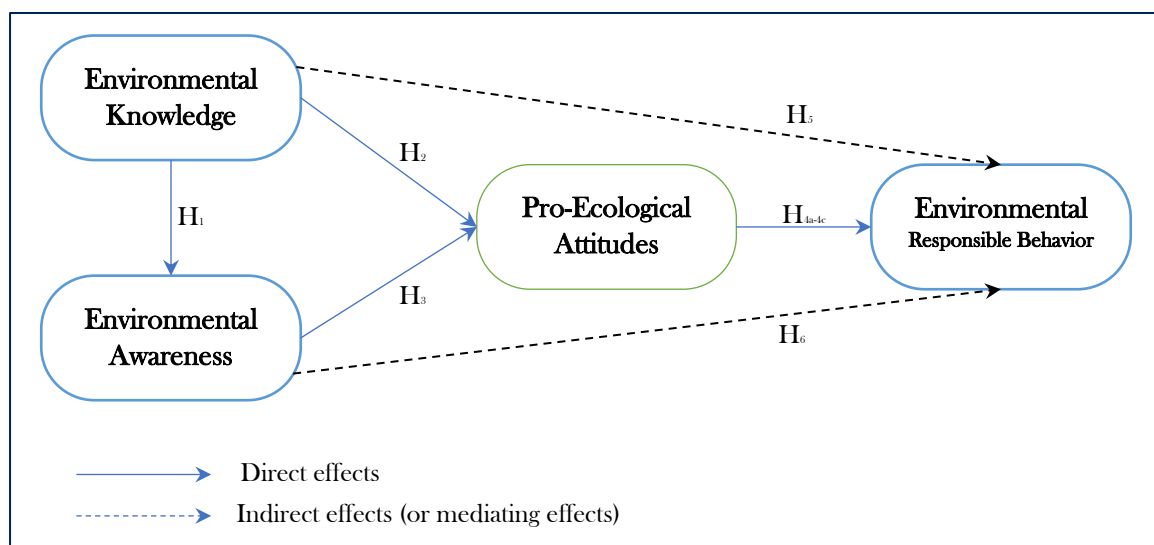 Environmental
Knowledge
H5
H2
Pro-Ecological
Attitudes
H4a-4c
Environmental
Responsible Behavior
H1
H3
Environmental
Awareness
H6
Direct effects
Indirect effects (or mediating effects)